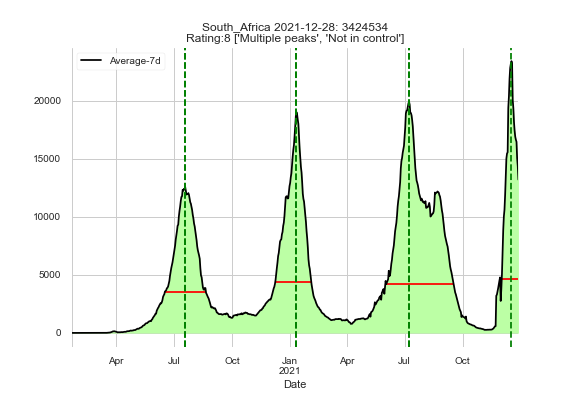 South_Africa 2021-12-28: 3424534
Rating:8 ['Multiple peaks', 'Not in control']
Average-7d
20000
15000
10000
5000
0
Apr Jul Oct Jan Apr Jul Oct
2021
Date